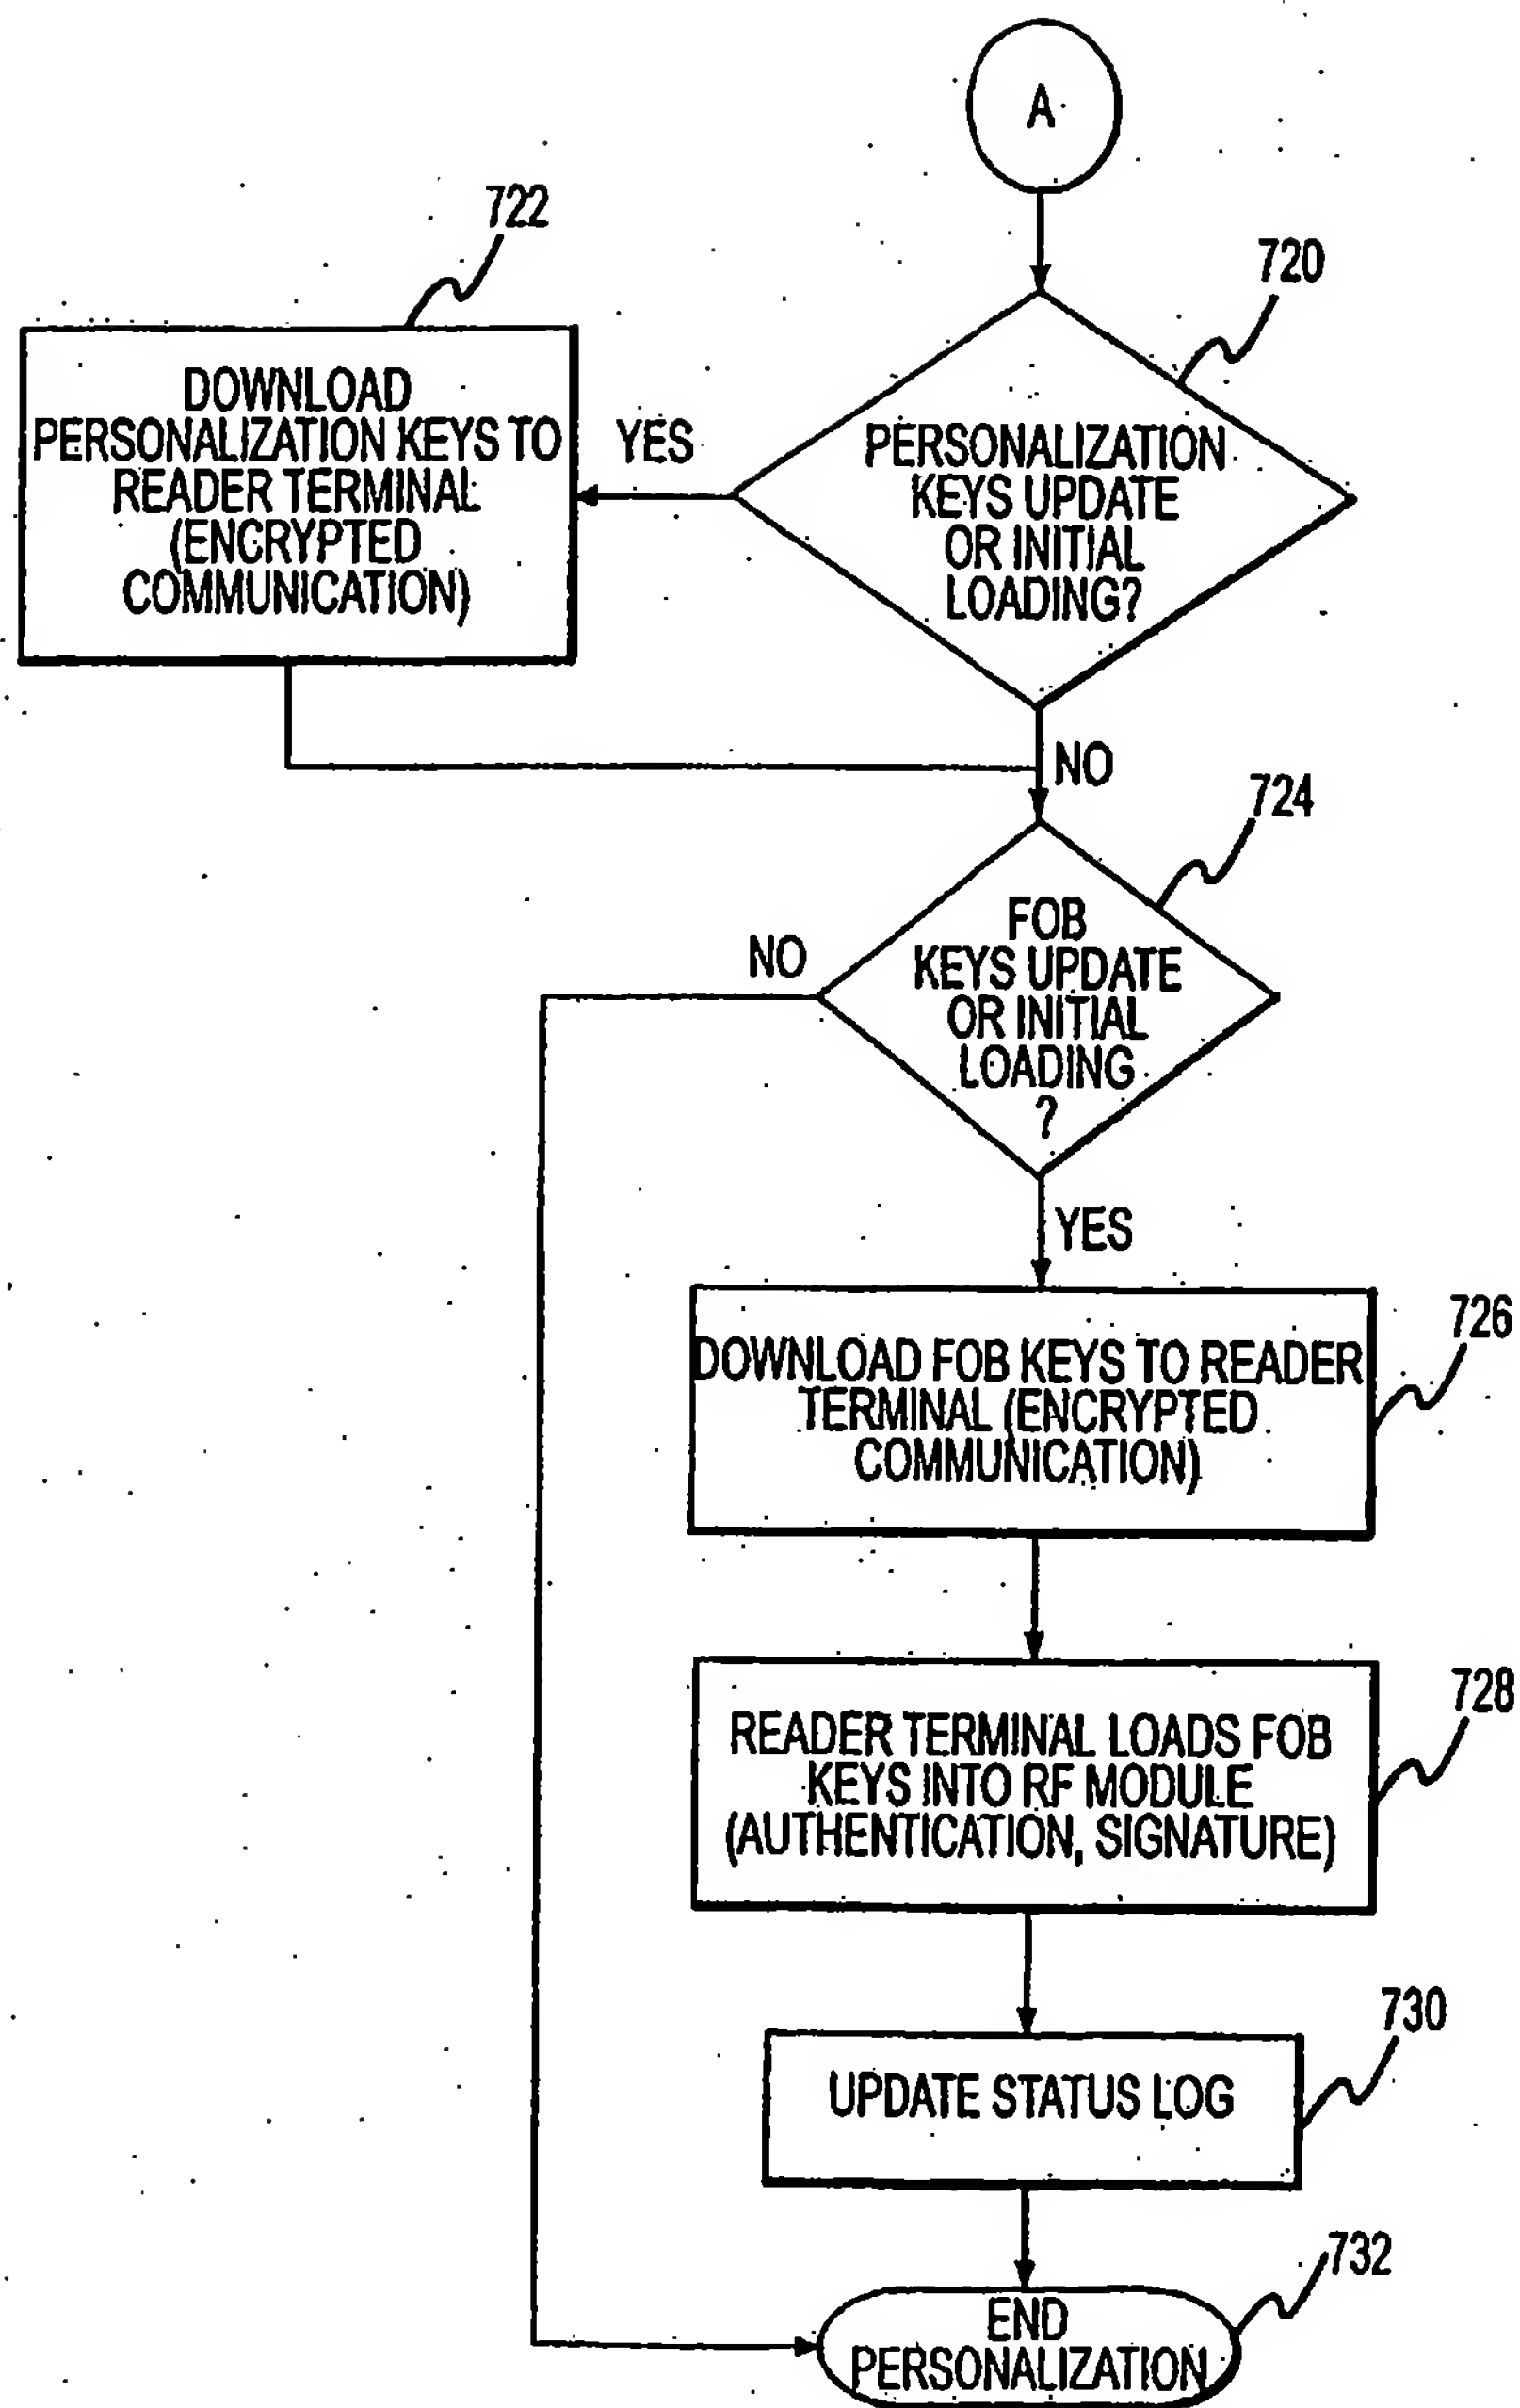 A
722
720
DOWNLOAD
PERSONALIZATION KEYS TO
READER TERMINAL
(ENCRYPTED
COMMUNICATION)
YES
PERSONALIZATION
KEYS UPDATE
OR INITIAL
LOADING?
NO
724
NO
FOB
KEYS UPDATE
OR INITIAL
LOADING
?
YES
726
DOWNLOAD FOB KEYS TO READER
TERMINAL (ENCRYPTED
COMMUNICATION)
728
READER TERMINAL LOADS FOB
KEYS INTO RF MODULE
(AUTHENTICATION, SIGNATURE)
730
UPDATE STATUS LOG
732
END
PERSONALIZATION